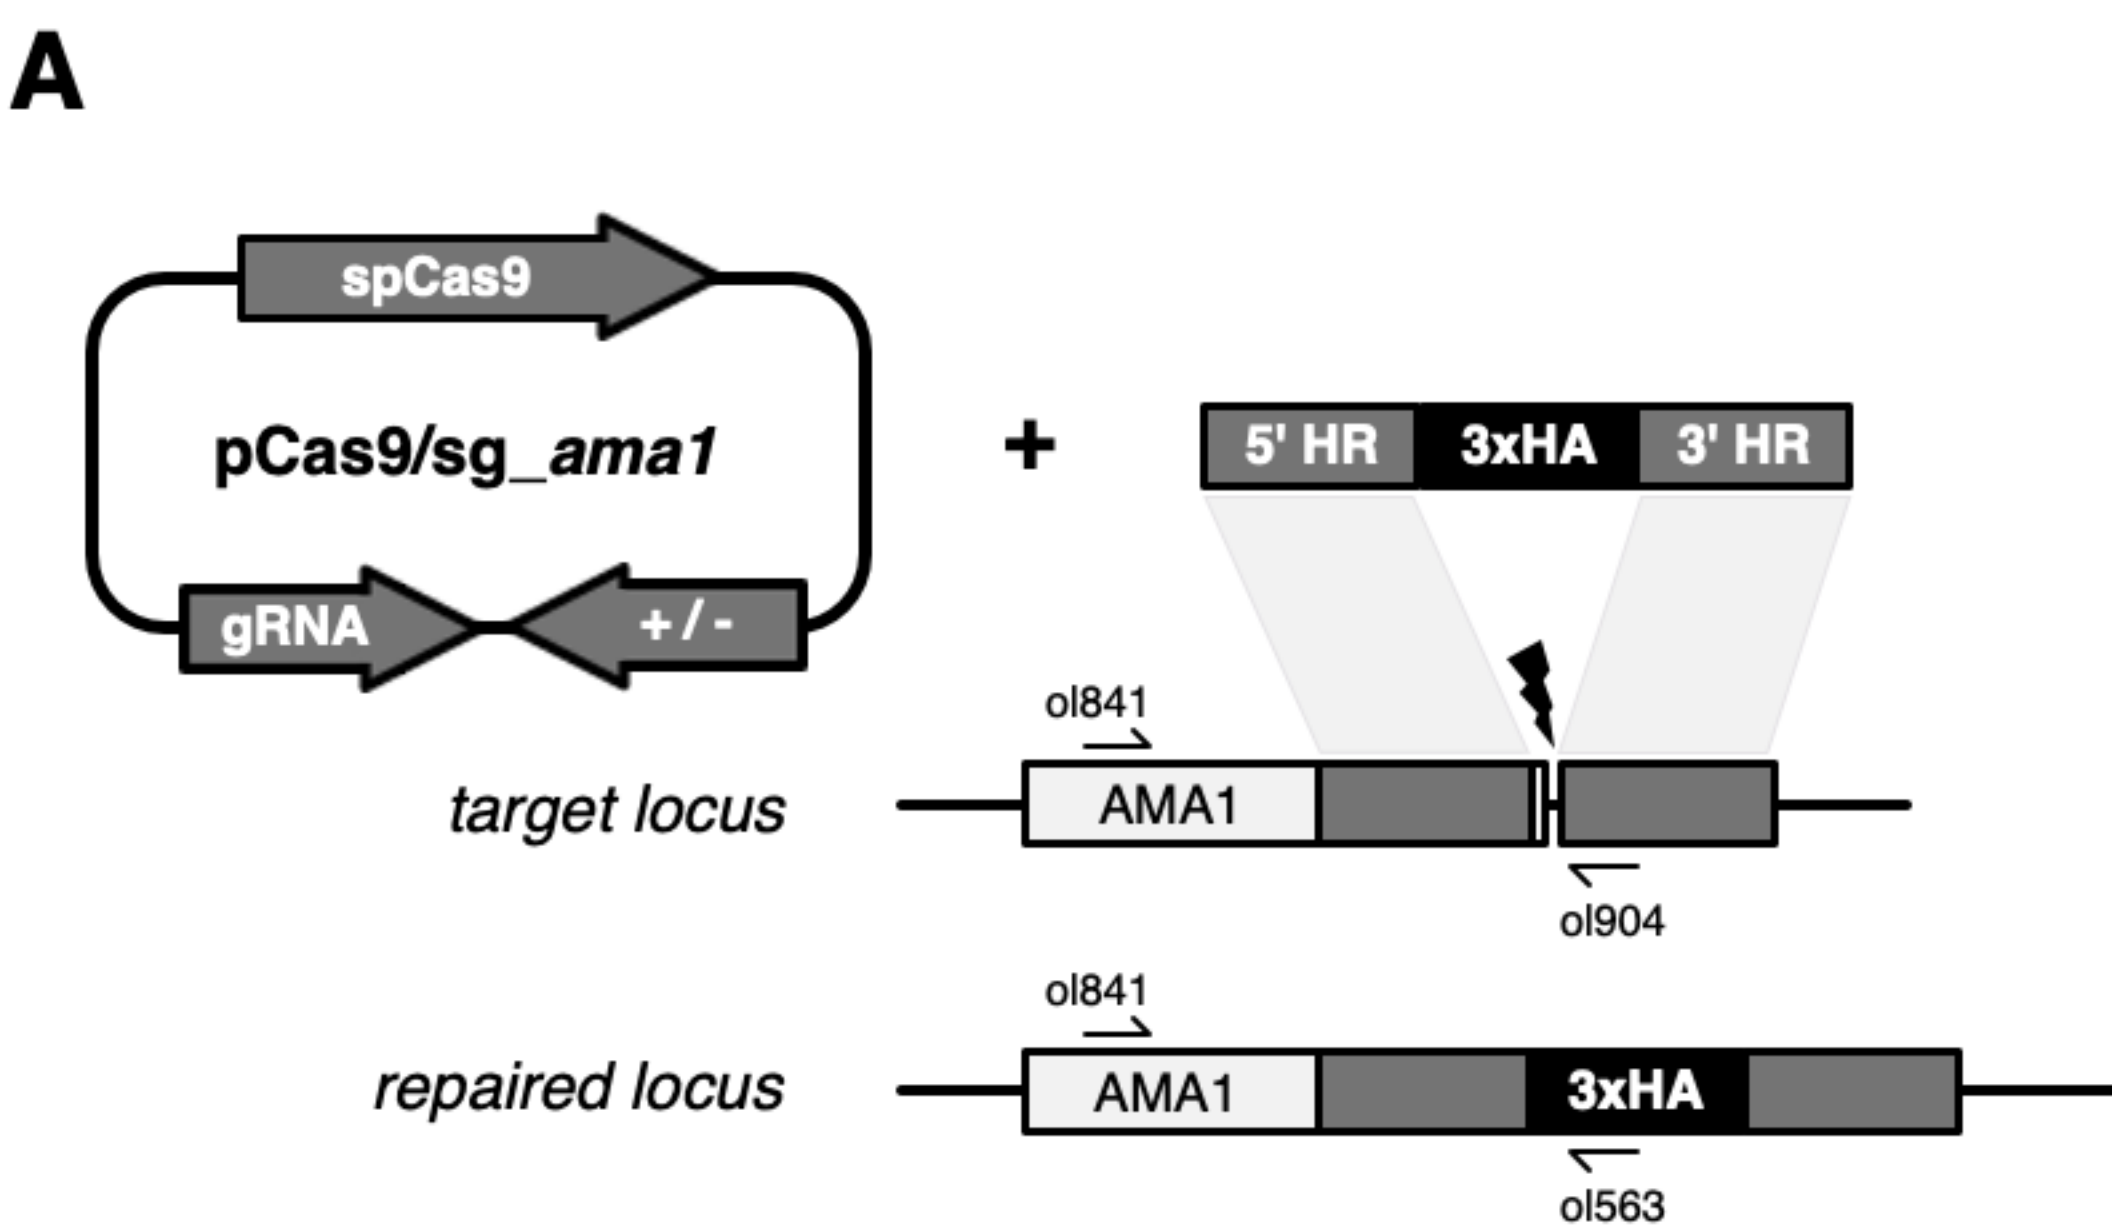 A
spCas9
pCas9/sg_ama1
gRNA
+ / -
+
5' HR 3xHA 3' HR
ol841
target locus
AMA1
ol904
ol841
repaired locus
AMA1 3xHA
ol563